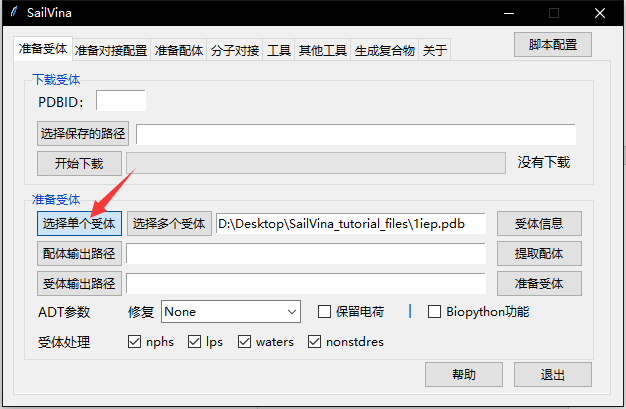 SailVina
脚本配置
准备受体 准备对接配置 准备配体 分子对接 工具 其他工具 生成复合物 关于
下载受体
PDBID:
选择保存的路径
开始下载 没有下载
准备受体
选择单个受体 选择多个受体 D:\Desktop\SailVina_tutorial_files\1iep.pdb 受体信息
配体输出路径 提取配体
受体输出路径 准备受体
ADT参数 修复 None 保留电荷 | Biopython功能
受体处理 nphs lps waters nonstdres
帮助 退出